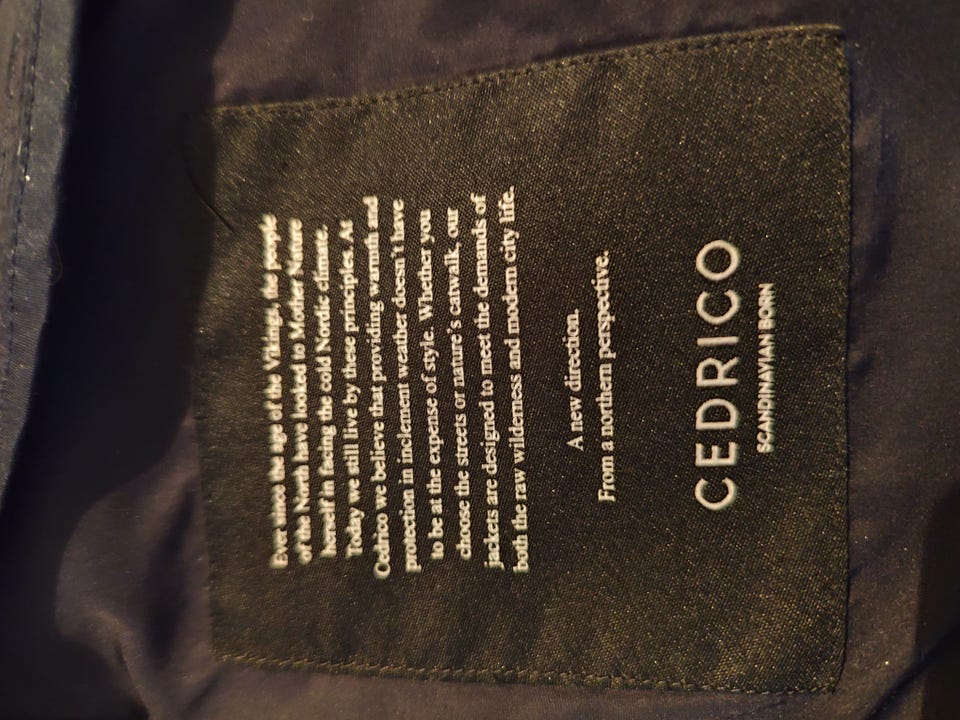 Ever since the age of the Vikings, the people
of the North have looked to Mother Nature
herself in facing the cold Nordic climate.
Today we still live by these principles. At
Cedrico we believe that providing warmth and
protection in inclement weather doesn't have
to be at the expense of style. Whether you
choose the streets or nature's catwalk, our
jackets are designed to meet the demands of
both the raw wilderness and modern city life.
A new direction.
From a northern perspective.
CEDRICO
SCANDINAVIAN BORN